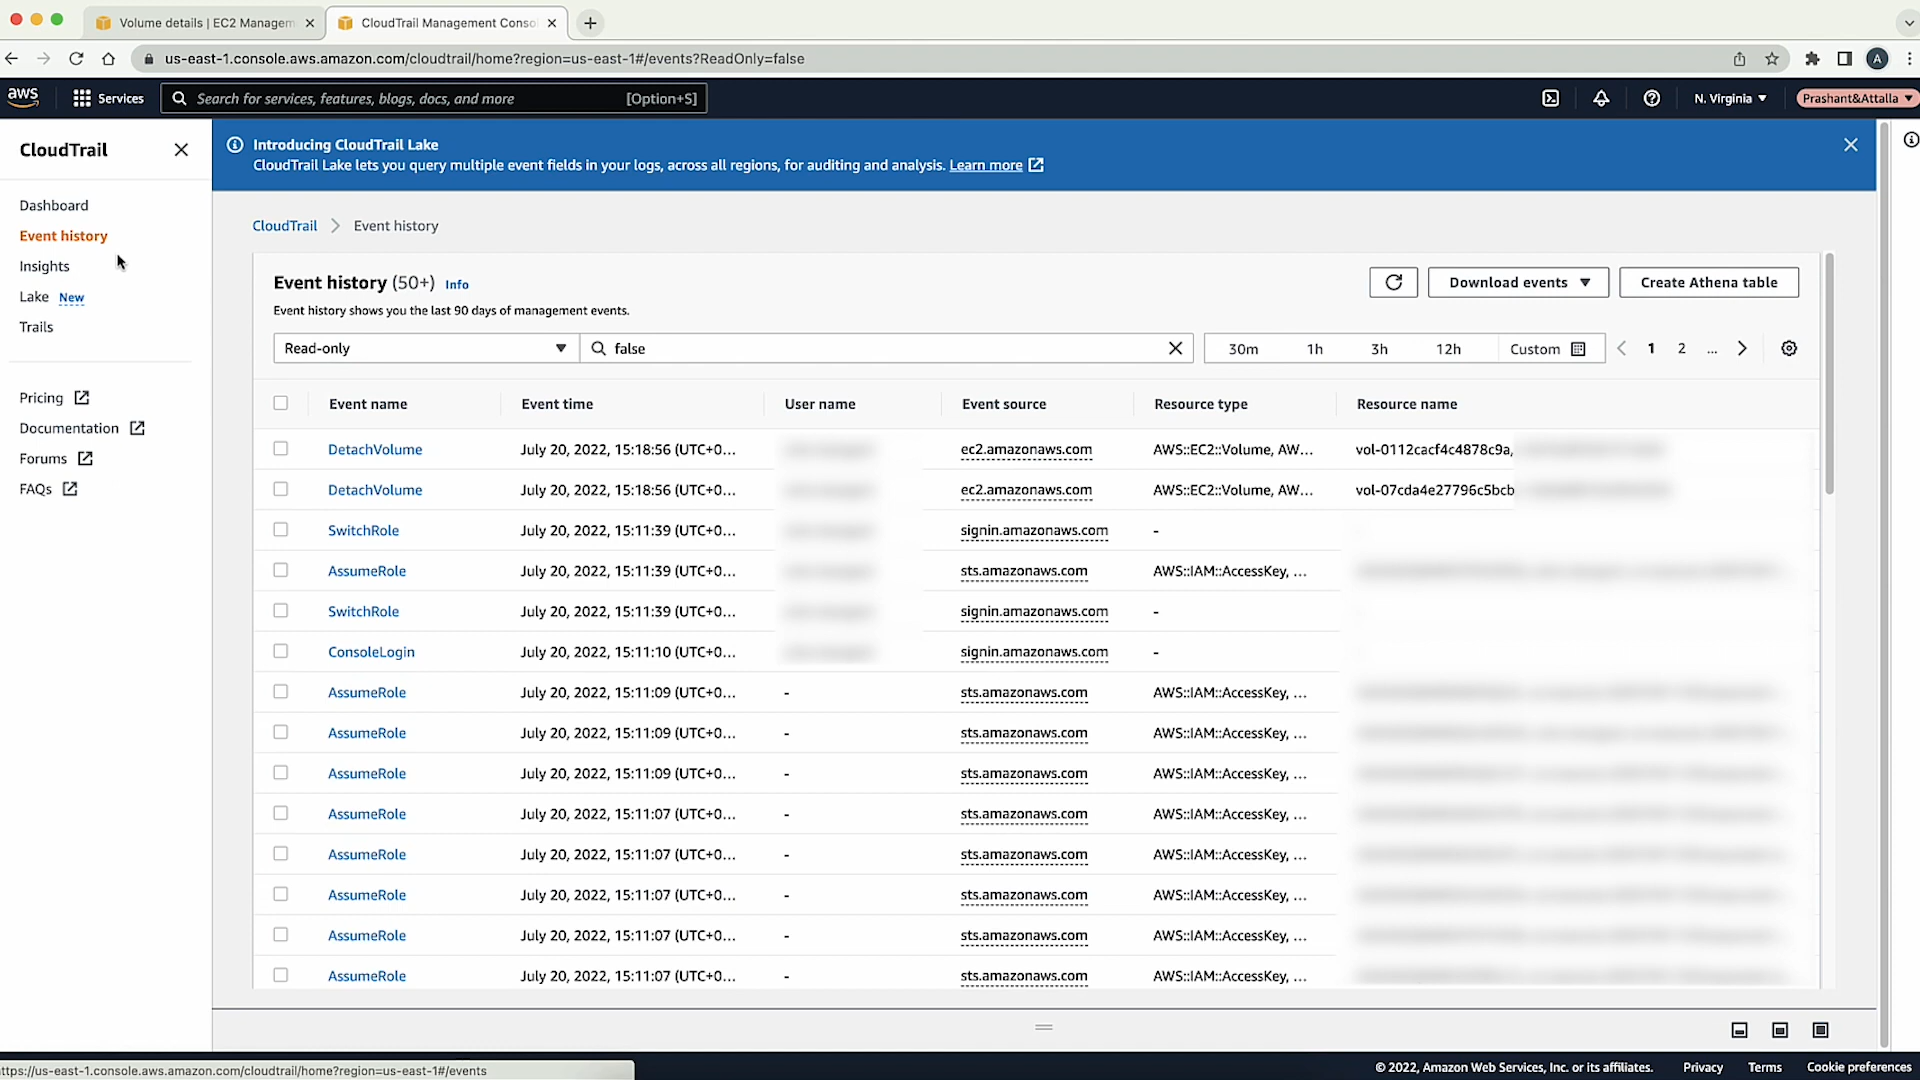 Volume details | EC2 Managem
CloudTrail Management Conso
us-east-1.console.aws.amazon.com/cloudtrail/home?region=us-east-1#/events?ReadOnly=false
A
aws
Services
Search for services, features, blogs, docs, and more
[Option+S]
N. Virginia
Prashant&Attalla
CloudTrail
Dashboard
Event history
Insights
Lake New
Trails
Pricing
Documentation
Forums
FAQs
Introducing CloudTrail Lake
CloudTrail Lake lets you query multiple event fields in your logs, across all regions, for auditing and analysis. Learn more
CloudTrail > Event history
Event history (50+) Info
Event history shows you the last 90 days of management events.
Download events
Create Athena table
Read-only
false
30m 1h 3h 12h Custom
1 2 ...
Event name Event time User name Event source Resource type Resource name
DetachVolume July 20, 2022, 15:18:56 (UTC+0... ec2.amazonaws.com AWS::EC2::Volume, AW... vol-0112cacf4c4878c9a,
DetachVolume July 20, 2022, 15:18:56 (UTC+0... ec2.amazonaws.com AWS::EC2::Volume, AW... vol-07cda4e27796c5bcb
SwitchRole July 20, 2022, 15:11:39 (UTC+0... signin.amazonaws.com -
AssumeRole July 20, 2022, 15:11:39 (UTC+0... sts.amazonaws.com AWS::IAM::AccessKey, ...
SwitchRole July 20, 2022, 15:11:39 (UTC+0... signin.amazonaws.com -
ConsoleLogin July 20, 2022, 15:11:10 (UTC+0... signin.amazonaws.com -
AssumeRole July 20, 2022, 15:11:09 (UTC+0... - sts.amazonaws.com AWS::IAM::AccessKey, ...
AssumeRole July 20, 2022, 15:11:09 (UTC+0... - sts.amazonaws.com AWS::IAM::AccessKey, ...
AssumeRole July 20, 2022, 15:11:09 (UTC+0... - sts.amazonaws.com AWS::IAM::AccessKey, ...
AssumeRole July 20, 2022, 15:11:07 (UTC+0... - sts.amazonaws.com AWS::IAM::AccessKey, ...
AssumeRole July 20, 2022, 15:11:07 (UTC+0... - sts.amazonaws.com AWS::IAM::AccessKey, ...
AssumeRole July 20, 2022, 15:11:07 (UTC+0... - sts.amazonaws.com AWS::IAM::AccessKey, ...
AssumeRole July 20, 2022, 15:11:07 (UTC+0... - sts.amazonaws.com AWS::IAM::AccessKey, ...
AssumeRole July 20, 2022, 15:11:07 (UTC+0... - sts.amazonaws.com AWS::IAM::AccessKey, ...
ttps://us-east-1.console.aws.amazon.com/cloudtrail/home?region=us-east-1#/events
© 2022, Amazon Web Services, Inc. or its affiliates. Privacy Terms Cookie preferences